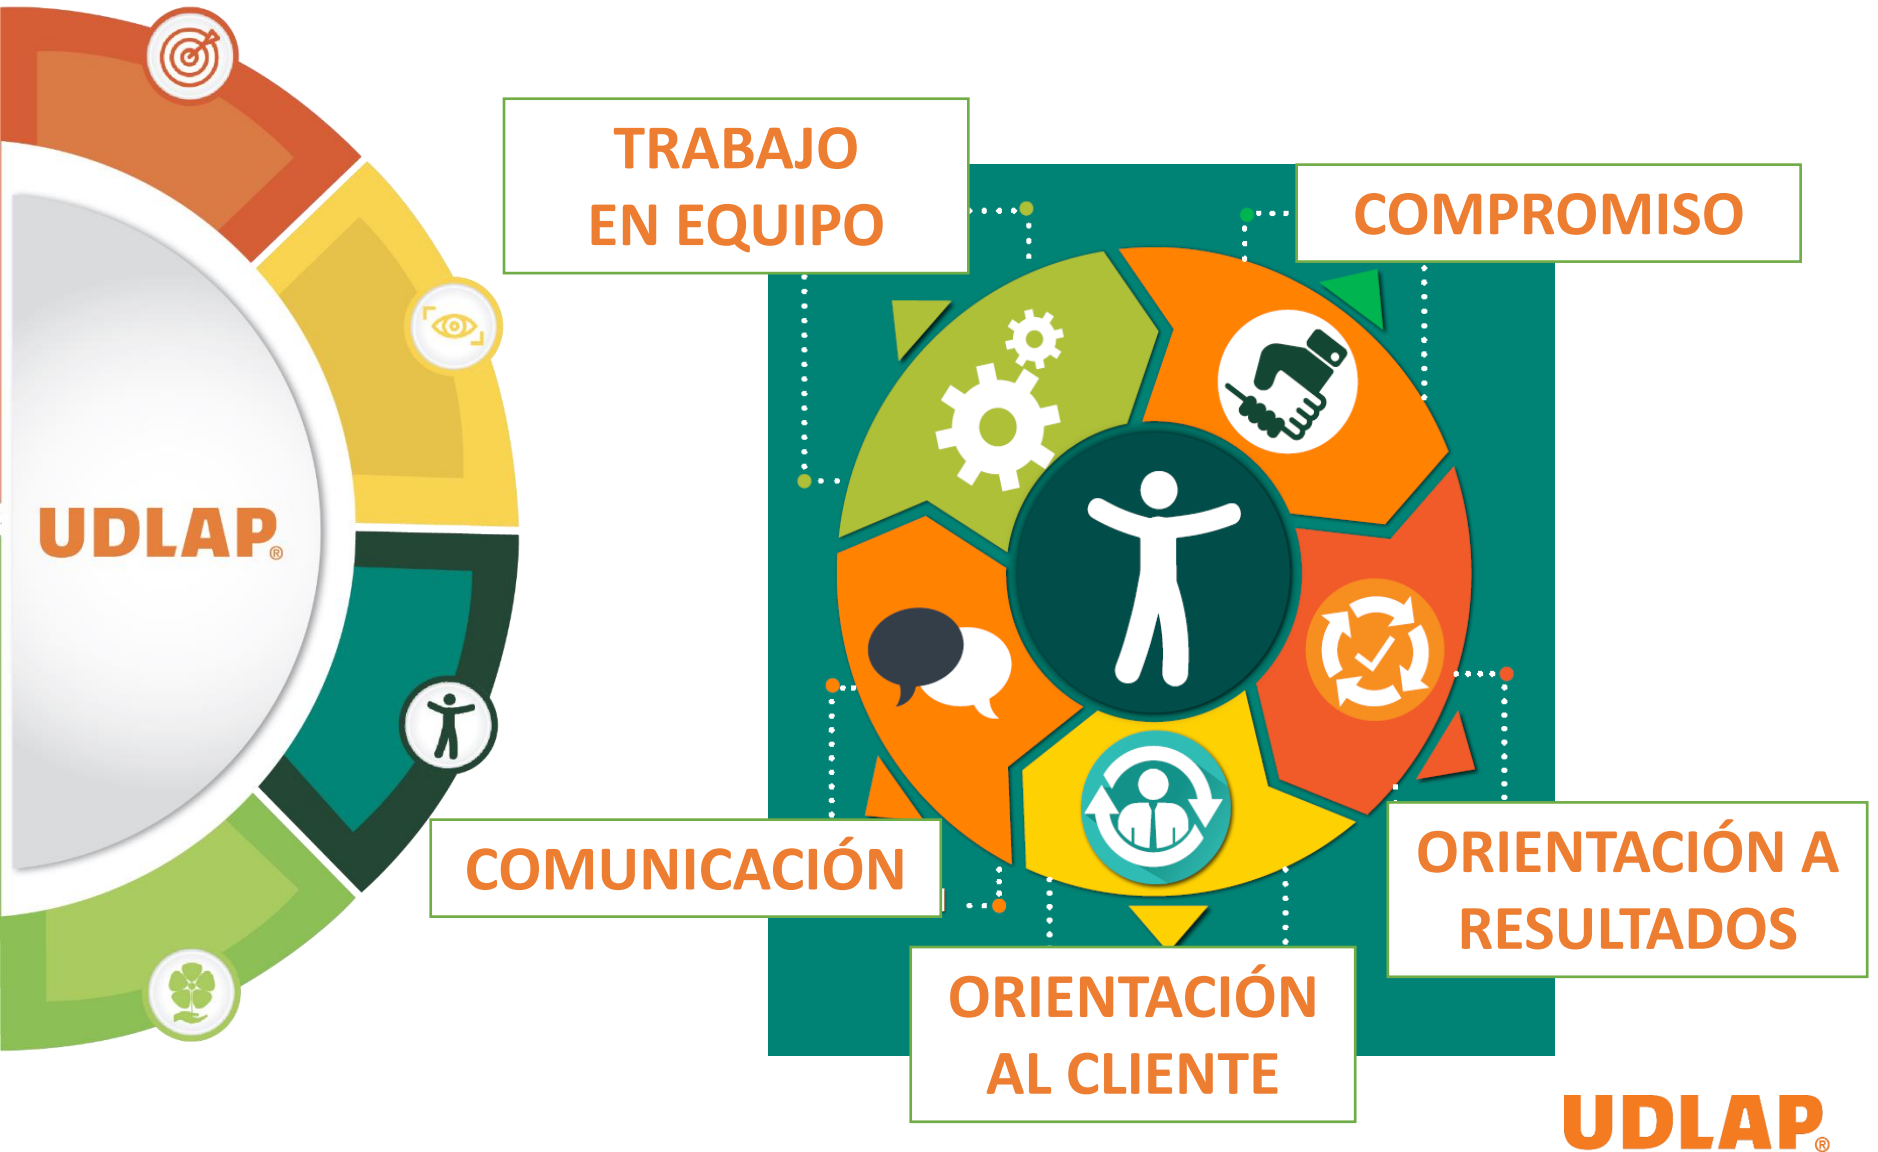 TRABAJO
EN EQUIPO
COMPROMISO
UDLAP®
COMUNICACIÓN
ORIENTACIÓN A
RESULTADOS
ORIENTACIÓN
AL CLIENTE
UDLAP®